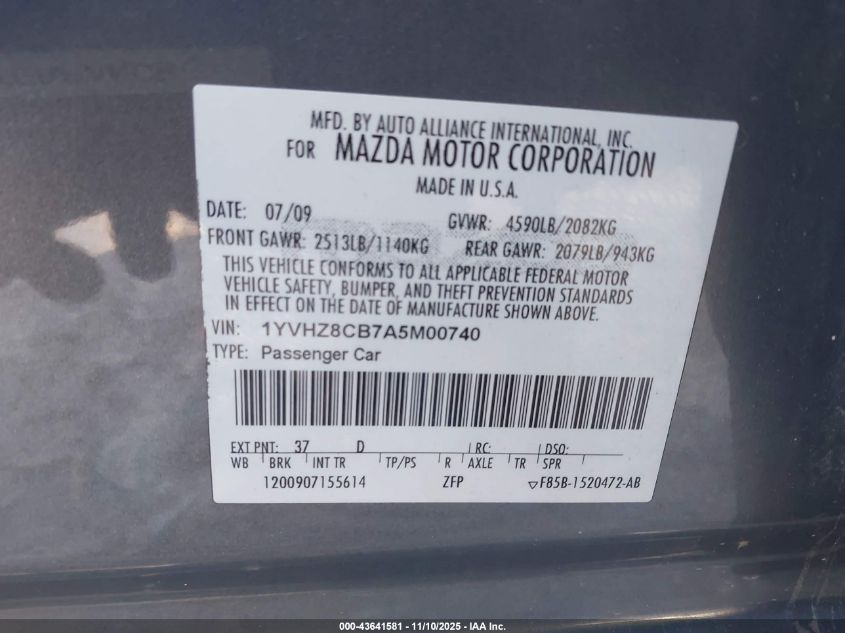 MFD. BY AUTO ALLIANCE INTERNATIONAL, INC.
FOR MAZDA MOTOR CORPORATION
MADE IN U.S.A.
DATE: 07/09 GVWR: 4590LB/2082KG
FRONT GAWR: 2513LB/1140KG REAR GAWR: 2079LB/943KG
THIS VEHICLE CONFORMS TO ALL APPLICABLE FEDERAL MOTOR
VEHICLE SAFETY, BUMPER, AND THEFT PREVENTION STANDARDS
IN EFFECT ON THE DATE OF MANUFACTURE SHOWN ABOVE.
VIN: 1YVHZ8CB7A5M00740
TYPE: Passenger Car
EXT PNT: 37 D RC: DSO:
WB BRK INT TR TP/PS R AXLE TR SPR
1200907155614 ZFP ▽F85B-1520472-AB
000-43641581 - 11/10/2025 - IAA Inc.